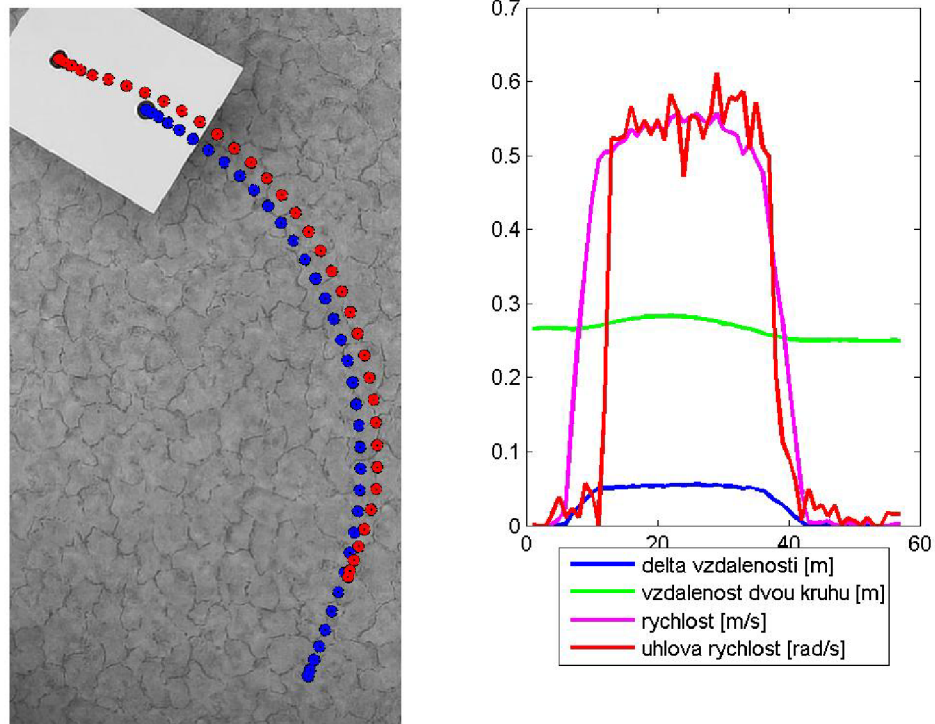 0.7
0.6
0.5
0.4
0.3
0.2
0.1
0
0 20 40 60
delta vzdalenosti [m]
vzdalenost dvou kruhu [m]
rychlost [m/s]
uhlova rychlost [rad/s]